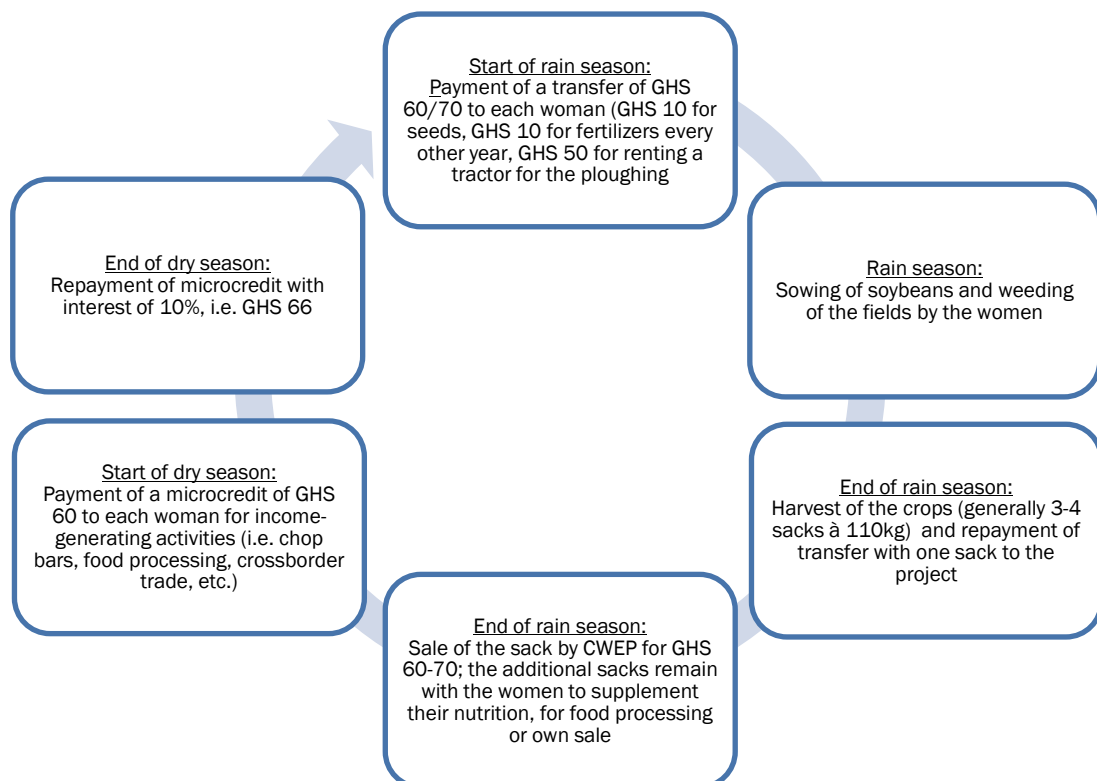 Start of rain season:
Payment of a transfer of GHS
60/70 to each woman (GHS 10 for
seeds, GHS 10 for fertilizers every
other year, GHS 50 for renting a
tractor for the ploughing
Rain season:
Sowing of soybeans and weeding
of the fields by the women
End of rain season:
Harvest of the crops (generally 3-4
sacks à 110kg) and repayment of
transfer with one sack to the
project
End of rain season:
Sale of the sack by CWEP for GHS
60-70; the additional sacks remain
with the women to supplement
their nutrition, for food processing
or own sale
Start of dry season:
Payment of a microcredit of GHS
60 to each woman for income-
generating activities (i.e. chop
bars, food processing, crossborder
trade, etc.)
End of dry season:
Repayment of microcredit with
interest of 10%, i.e. GHS 66